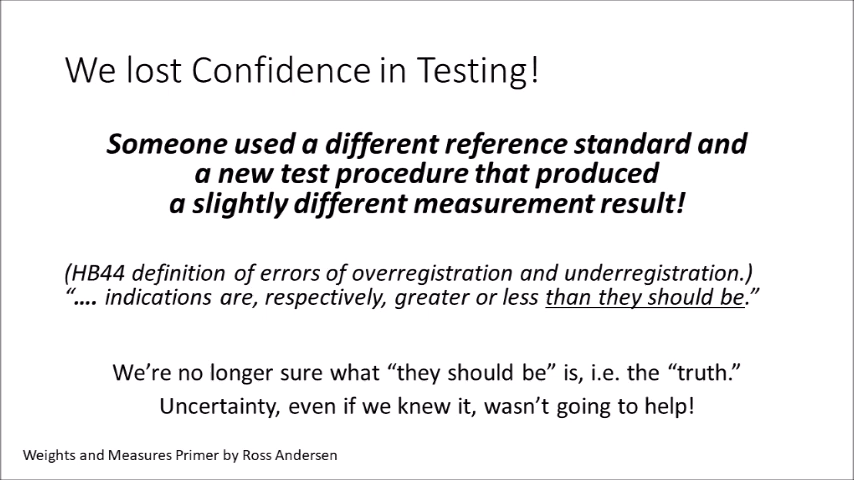 We lost Confidence in Testing!
Someone used a different reference standard and
a new test procedure that produced
a slightly different measurement result!
(HB44 definition of errors of overregistration and underregistration.)
“…. indications are, respectively, greater or less than they should be.”
We’re no longer sure what “they should be” is, i.e. the “truth.”
Uncertainty, even if we knew it, wasn’t going to help!
Weights and Measures Primer by Ross Andersen